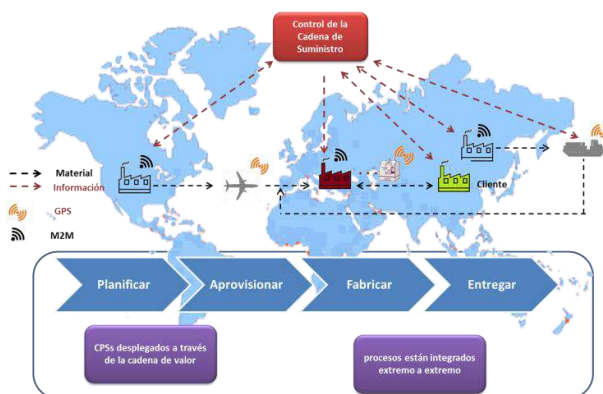 Control de la
Cadena de
Suministro
Material
Información
GPS
M2M
Cliente
Planificar
Aprovisionar
Fabricar
Entregar
CPSs desplegados a través
de la cadena de valor
procesos están integrados
extremo a extremo